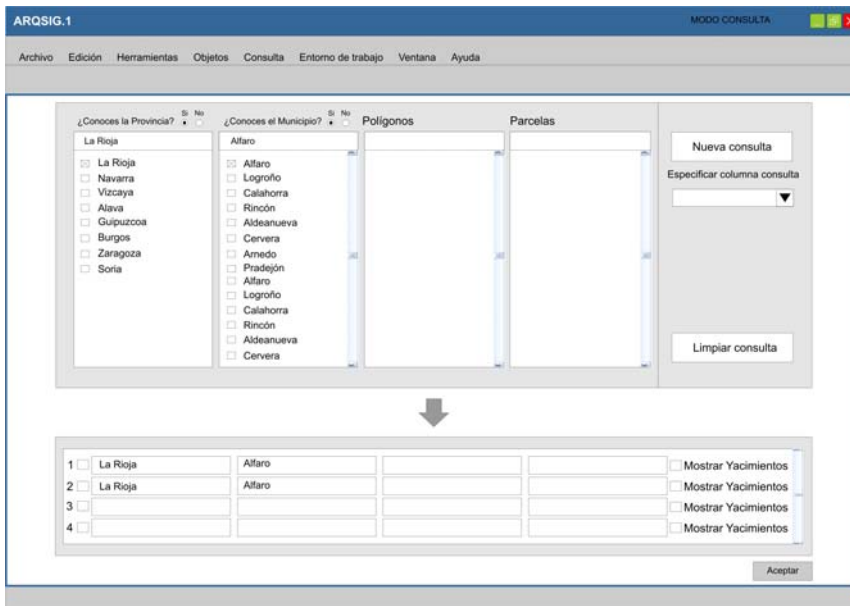 ARQSIG.1 MODO CONSULTA
Archivo Edición Herramientas Objetos Consulta Entorno de trabajo Ventana Ayuda
¿Conoces la Provincia? Si No ¿Conoces el Municipio? Si No Polígonos Parcelas
La Rioja Alfaro
La Rioja
Navarra
Vizcaya
Alava
Guipuzcoa
Burgos
Zaragoza
Soria
Alfaro
Logroño
Calahorra
Rincón
Aldeanueva
Cervera
Arnedo
Pradejón
Alfaro
Logroño
Calahorra
Rincón
Aldeanueva
Cervera
Nueva consulta
Especificar columna consulta
Limpiar consulta
1 La Rioja Alfaro Mostrar Yacimientos
2 La Rioja Alfaro Mostrar Yacimientos
3 Mostrar Yacimientos
4 Mostrar Yacimientos
Aceptar